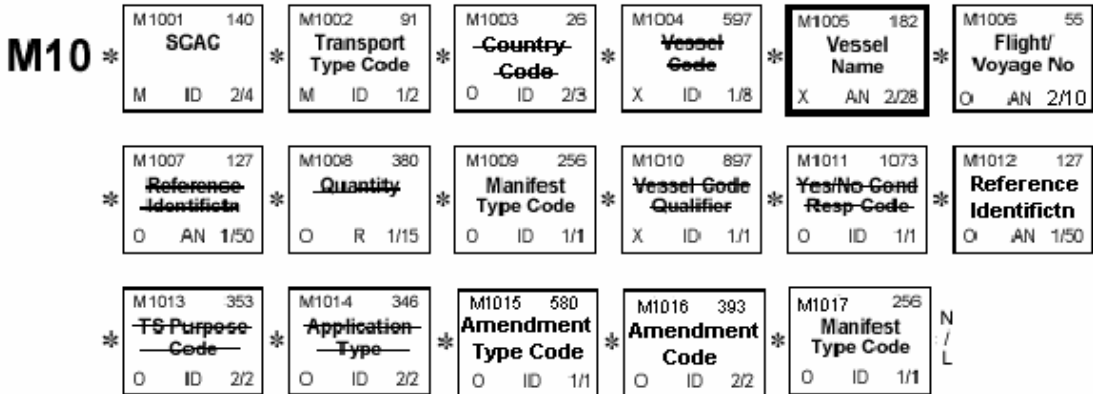 M10 * M1001 140 * M1002 91 * M1003 26 * M1004 597 * M1005 182 * M1006 55
SCAC Transport Country Vessel Vessel Flight/
Type Code Code Code Name Voyage No
M ID 2/4 M ID 1/2 O ID 2/3 X ID 1/8 X AN 2/28 O AN 2/10
* M1007 127 * M1008 380 * M1009 256 * M1010 897 * M1011 1073 * M1012 127
Reference Quantity Manifest Vessel Code Yes/No Cond Reference
Identifictn Type Code Qualifier Resp Code Identifictn
O AN 1/50 O R 1/15 O ID 1/1 X ID 1/1 O ID 1/1 O AN 1/50
* M1013 353 * M1014 346 * M1015 580 * M1016 393 * M1017 256 N
TS Purpose Application Amendment Amendment Manifest /
Code Type Type Code Code Type Code L
O ID 2/2 O ID 2/2 O ID 1/1 O ID 2/2 O ID 1/1